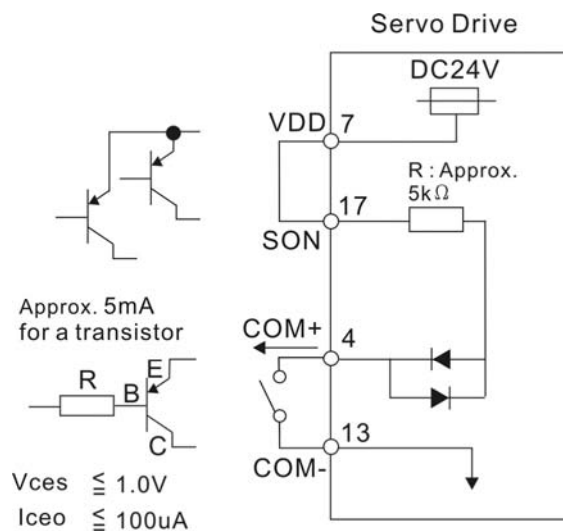 Servo Drive
DC24V
VDD 7
R : Approx.
5kΩ
17
SON
Approx. 5mA
for a transistor
COM+ 4
E
R
B
C
13
COM-
Vces ≦ 1.0V
Iceo ≦ 100uA